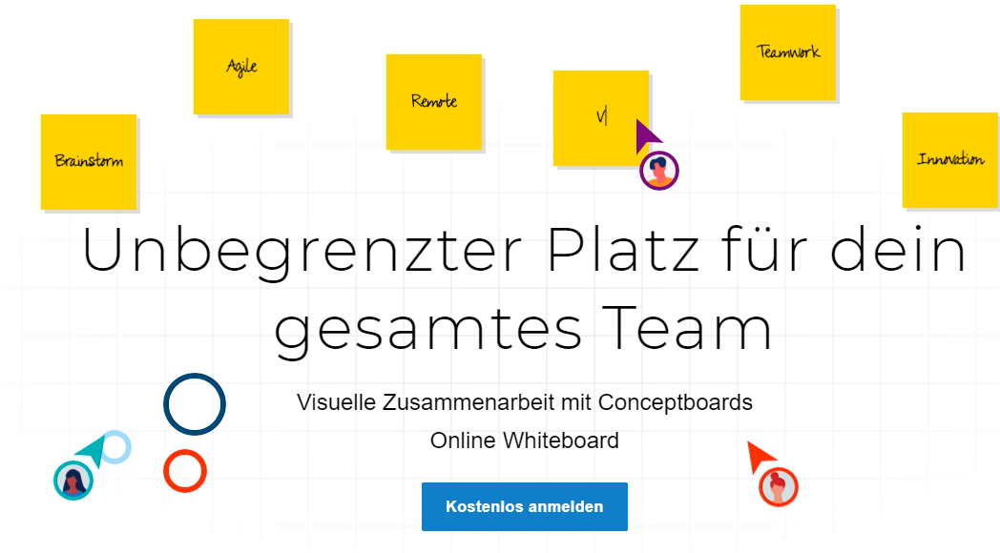 Teamwork
Agile
Remote
V
Brainstorm
Innovation
Unbegrenzter Platz für dein
gesamtes Team
Visuelle Zusammenarbeit mit Conceptboards
Online Whiteboard
Kostenlos anmelden